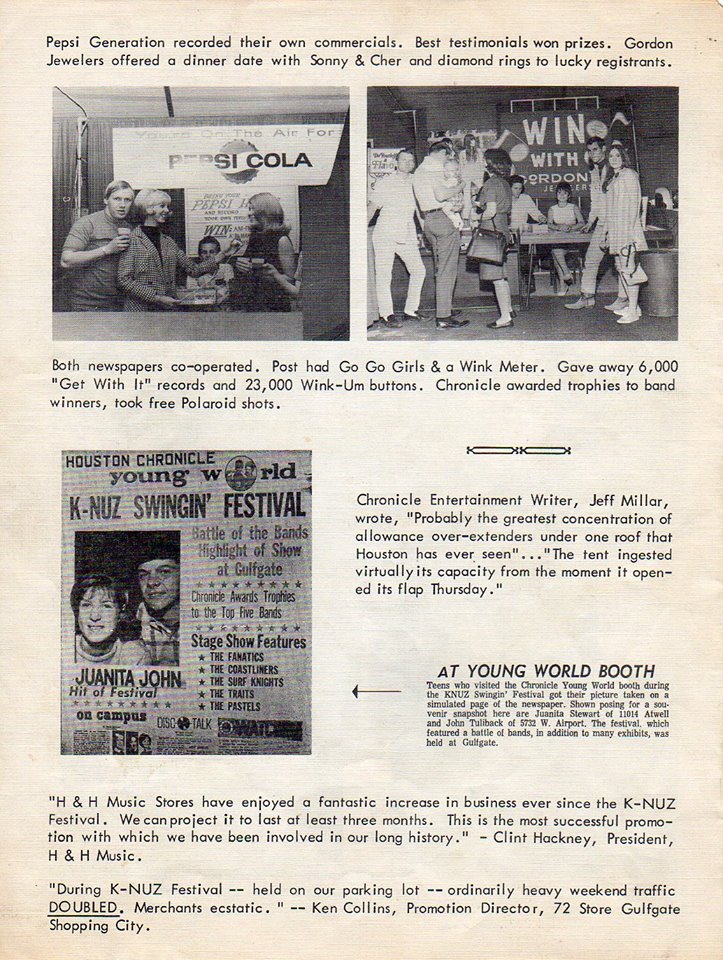 Pepsi Generation recorded their own commercials. Best testimonials won prizes. Gordon
Jewelers offered a dinner date with Sonny & Cher and diamond rings to lucky registrants.
You're On The Air For
PEPSI COLA
AND RECORD
WIN
WIN
WITH
GORDON
JEWELERS
Both newspapers co-operated. Post had Go Go Girls & a Wink Meter. Gave away 6,000
"Get With It" records and 23,000 Wink-Um buttons. Chronicle awarded trophies to band
winners, took free Polaroid shots.
HOUSTON CHRONICLE
young world
K-NUZ SWINGIN' FESTIVAL
Battle of the Bands
Highlight of Show
at Gulfgate
Chronicle Awards Trophies
to the Top Five Bands
Stage Show Features
★ THE FANATICS
★ THE COASTLINERS
★ THE SURF KNIGHTS
★ THE TRAITS
★ THE PASTELS
JUANITA JOHN
Hit of Festival
on campus
DISC TALK
WATCH
Chronicle Entertainment Writer, Jeff Millar,
wrote, "Probably the greatest concentration of
allowance over-extenders under one roof that
Houston has ever seen"..."The tent ingested
virtually its capacity from the moment it open-
ed its flap Thursday."
AT YOUNG WORLD BOOTH
Teens who visited the Chronicle Young World booth during
the KNUZ Swingin' Festival got their picture taken on a
simulated page of the newspaper. Shown posing for a sou-
venir snapshot here are Juanita Stewart of 11014 Atwell
and John Tuliback of 5732 W. Airport. The festival, which
featured a battle of bands, in addition to many exhibits, was
held at Gulfgate.
"H & H Music Stores have enjoyed a fantastic increase in business ever since the K-NUZ
Festival. We can project it to last at least three months. This is the most successful promo-
tion with which we have been involved in our long history." - Clint Hackney, President,
H & H Music.
"During K-NUZ Festival -- held on our parking lot -- ordinarily heavy weekend traffic
DOUBLED. Merchants ecstatic. " -- Ken Collins, Promotion Director, 72 Store Gulfgate
Shopping City.